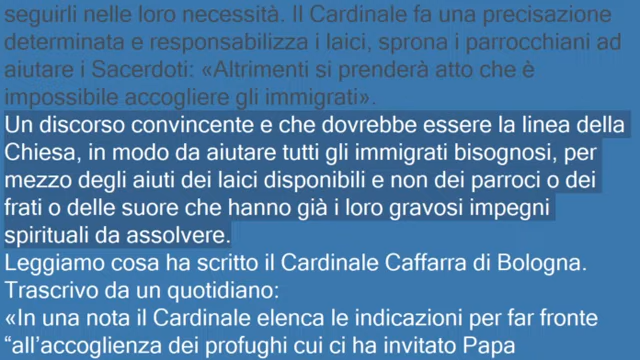 seguirli nelle loro necessità. Il Cardinale fa una precisazione
determinata e responsabilizza i laici, sprona i parrocchiani ad
aiutare i Sacerdoti: «Altrimenti si prenderà atto che è
impossibile accogliere gli immigrati».
Un discorso convincente e che dovrebbe essere la linea della
Chiesa, in modo da aiutare tutti gli immigrati bisognosi, per
mezzo degli aiuti dei laici disponibili e non dei parroci o dei
frati o delle suore che hanno già i loro gravosi impegni
spirituali da assolvere.
Leggiamo cosa ha scritto il Cardinale Caffarra di Bologna.
Trascrivo da un quotidiano:
«In una nota il Cardinale elenca le indicazioni per far fronte
“all’accoglienza dei profughi cui ci ha invitato Papa